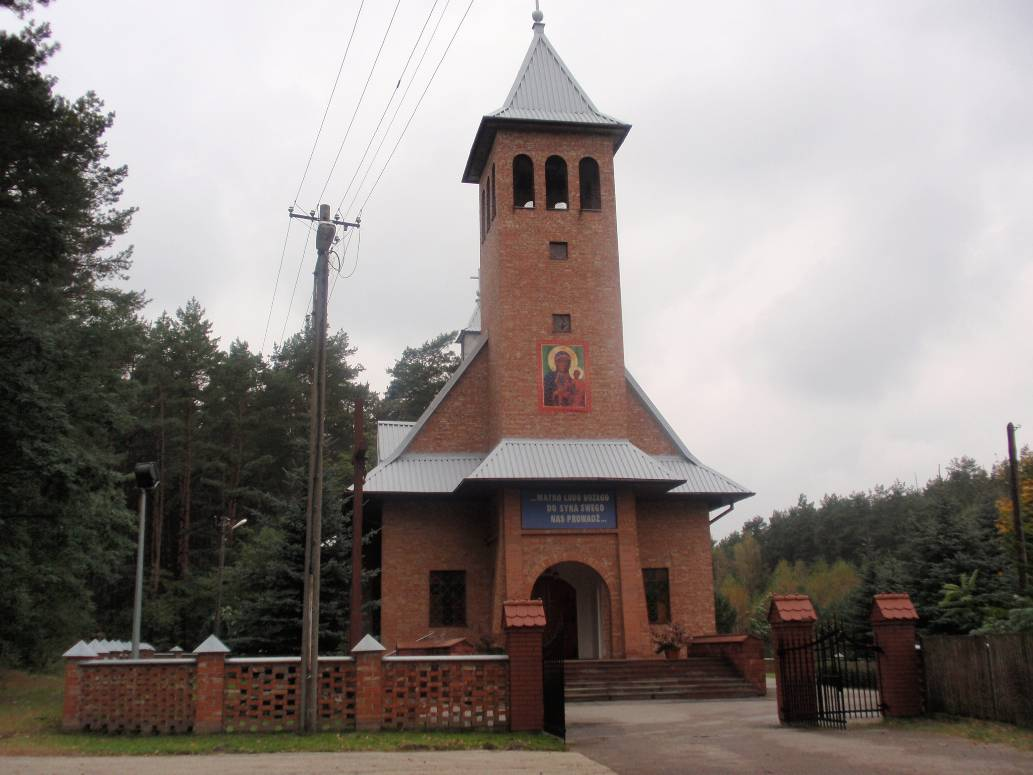 ...MATKO LUDU BOŻEGO
DO SYNA SWEGO
NAS PROWADŹ...